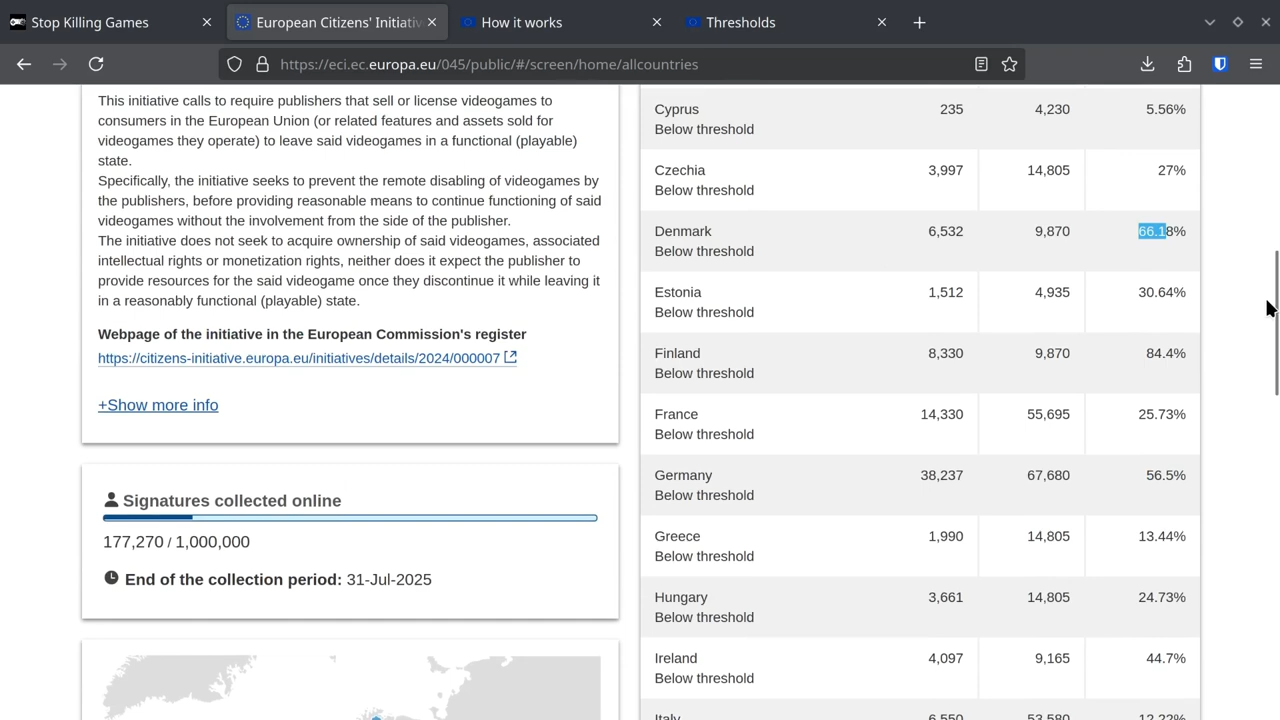 Stop Killing Games
European Citizens' Initiativ
How it works
Thresholds
https://eci.ec.europa.eu/045/public/#/screen/home/allcountries
This initiative calls to require publishers that sell or license videogames to
consumers in the European Union (or related features and assets sold for
videogames they operate) to leave said videogames in a functional (playable)
state.
Specifically, the initiative seeks to prevent the remote disabling of videogames by
the publishers, before providing reasonable means to continue functioning of said
videogames without the involvement from the side of the publisher.
The initiative does not seek to acquire ownership of said videogames, associated
intellectual rights or monetization rights, neither does it expect the publisher to
provide resources for the said videogame once they discontinue it while leaving it
in a reasonably functional (playable) state.
Webpage of the initiative in the European Commission's register
https://citizens-initiative.europa.eu/initiatives/details/2024/000007
+Show more info
Signatures collected online
177,270 / 1,000,000
End of the collection period: 31-Jul-2025
Cyprus 235 4,230 5.56%
Below threshold
Czechia 3,997 14,805 27%
Below threshold
Denmark 6,532 9,870 66.18%
Below threshold
Estonia 1,512 4,935 30.64%
Below threshold
Finland 8,330 9,870 84.4%
Below threshold
France 14,330 55,695 25.73%
Below threshold
Germany 38,237 67,680 56.5%
Below threshold
Greece 1,990 14,805 13.44%
Below threshold
Hungary 3,661 14,805 24.73%
Below threshold
Ireland 4,097 9,165 44.7%
Below threshold
Italy 6,550 53,580 12.22%